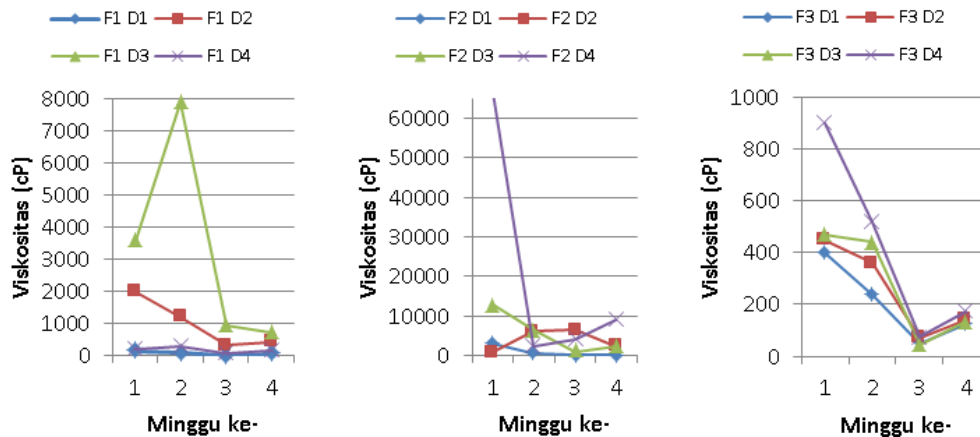 F1 D1 F1 D2
F1 D3 F1 D4
8000
7000
6000
5000
4000
3000
2000
1000
0
Viskositas (cP)
1 2 3 4
Minggu ke-
F2 D1 F2 D2
F2 D3 F2 D4
60000
50000
40000
30000
20000
10000
0
Viskositas (cP)
1 2 3 4
Minggu ke-
F3 D1 F3 D2
F3 D3 F3 D4
1000
800
600
400
200
0
Viskositas (cP)
1 2 3 4
Minggu ke-